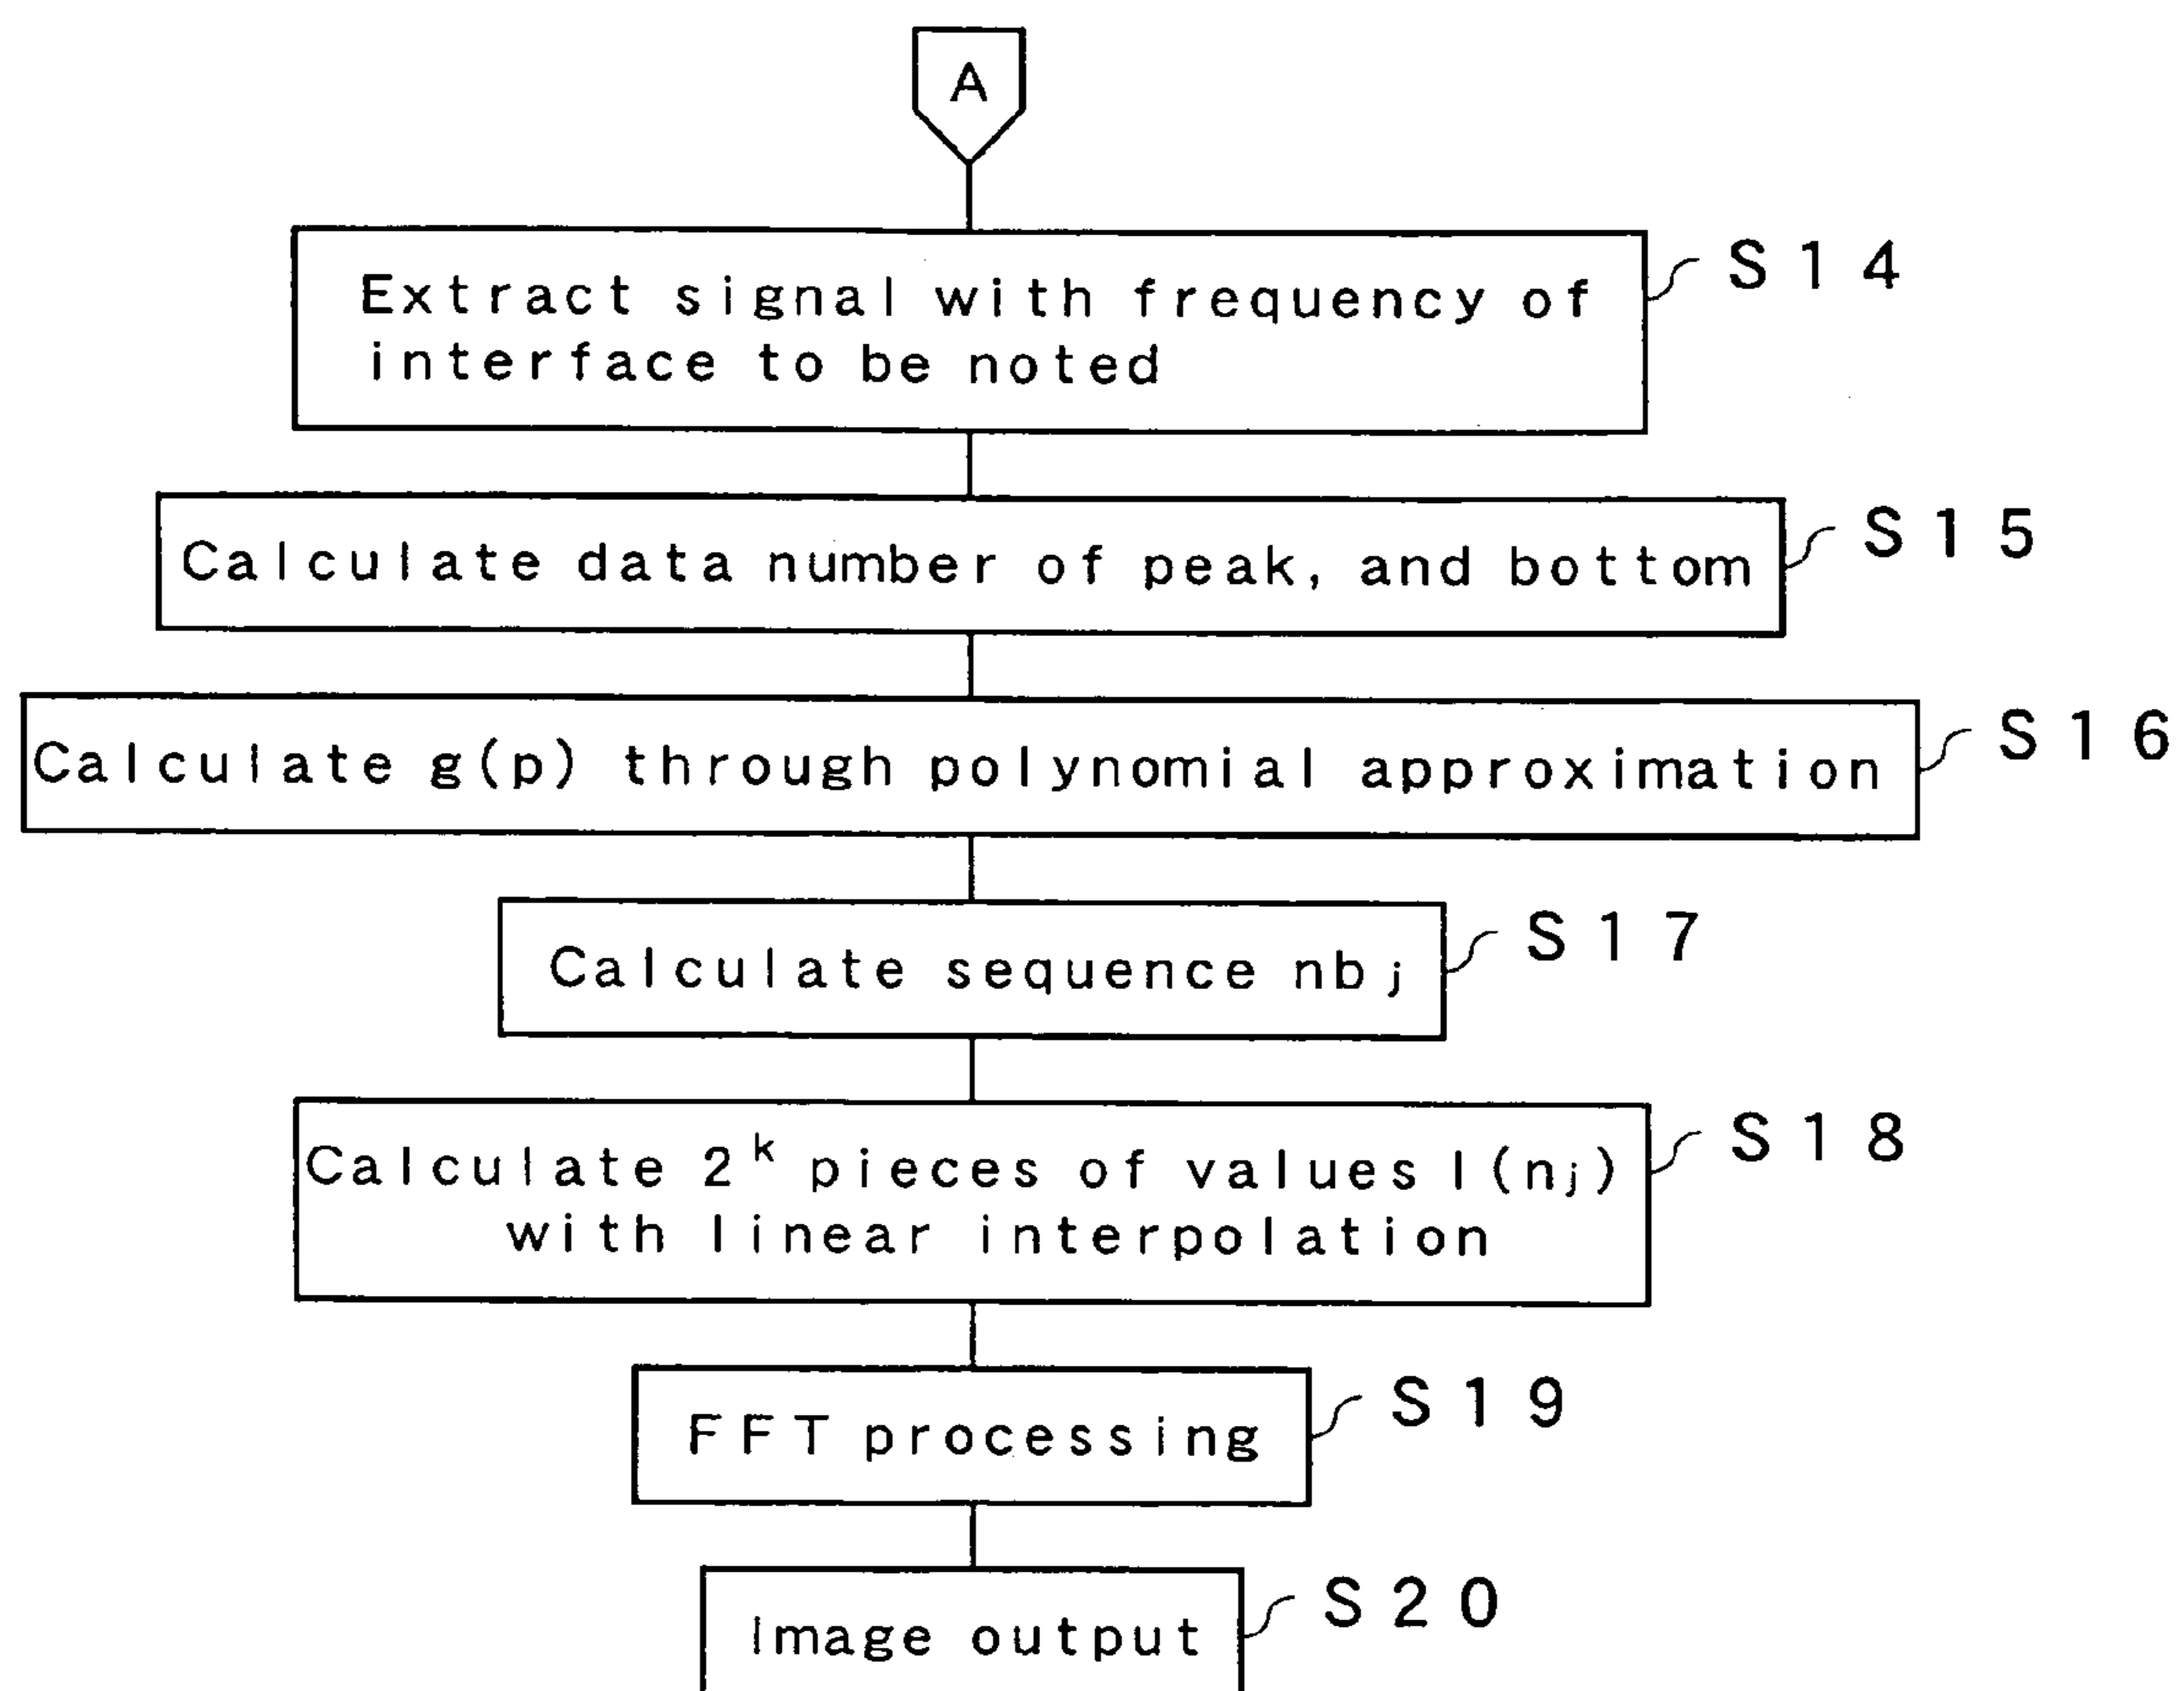 A
Extract signal with frequency of
interface to be noted
S14
Calculate data number of peak, and bottom
S15
Calculate g(p) through polynomial approximation
S16
Calculate sequence nbj
S17
Calculate 2^k pieces of values I(nj)
with linear interpolation
S18
FFT processing
S19
Image output
S20